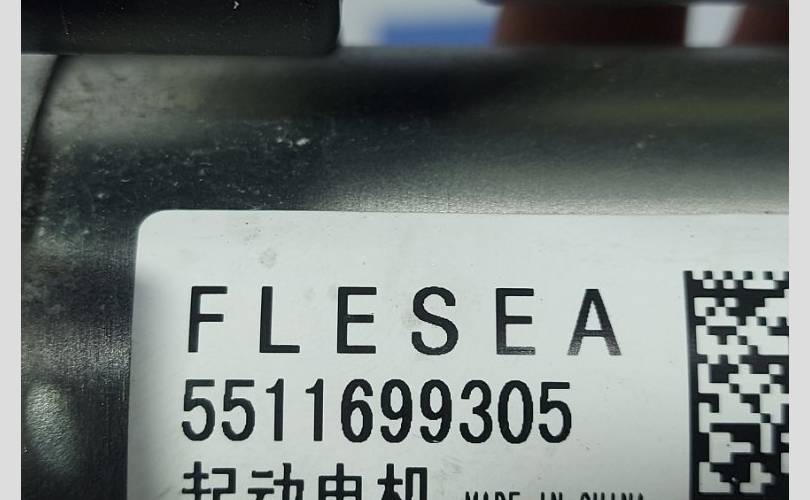 FLESEA
5511699305
起动电机 MADE IN CHINA